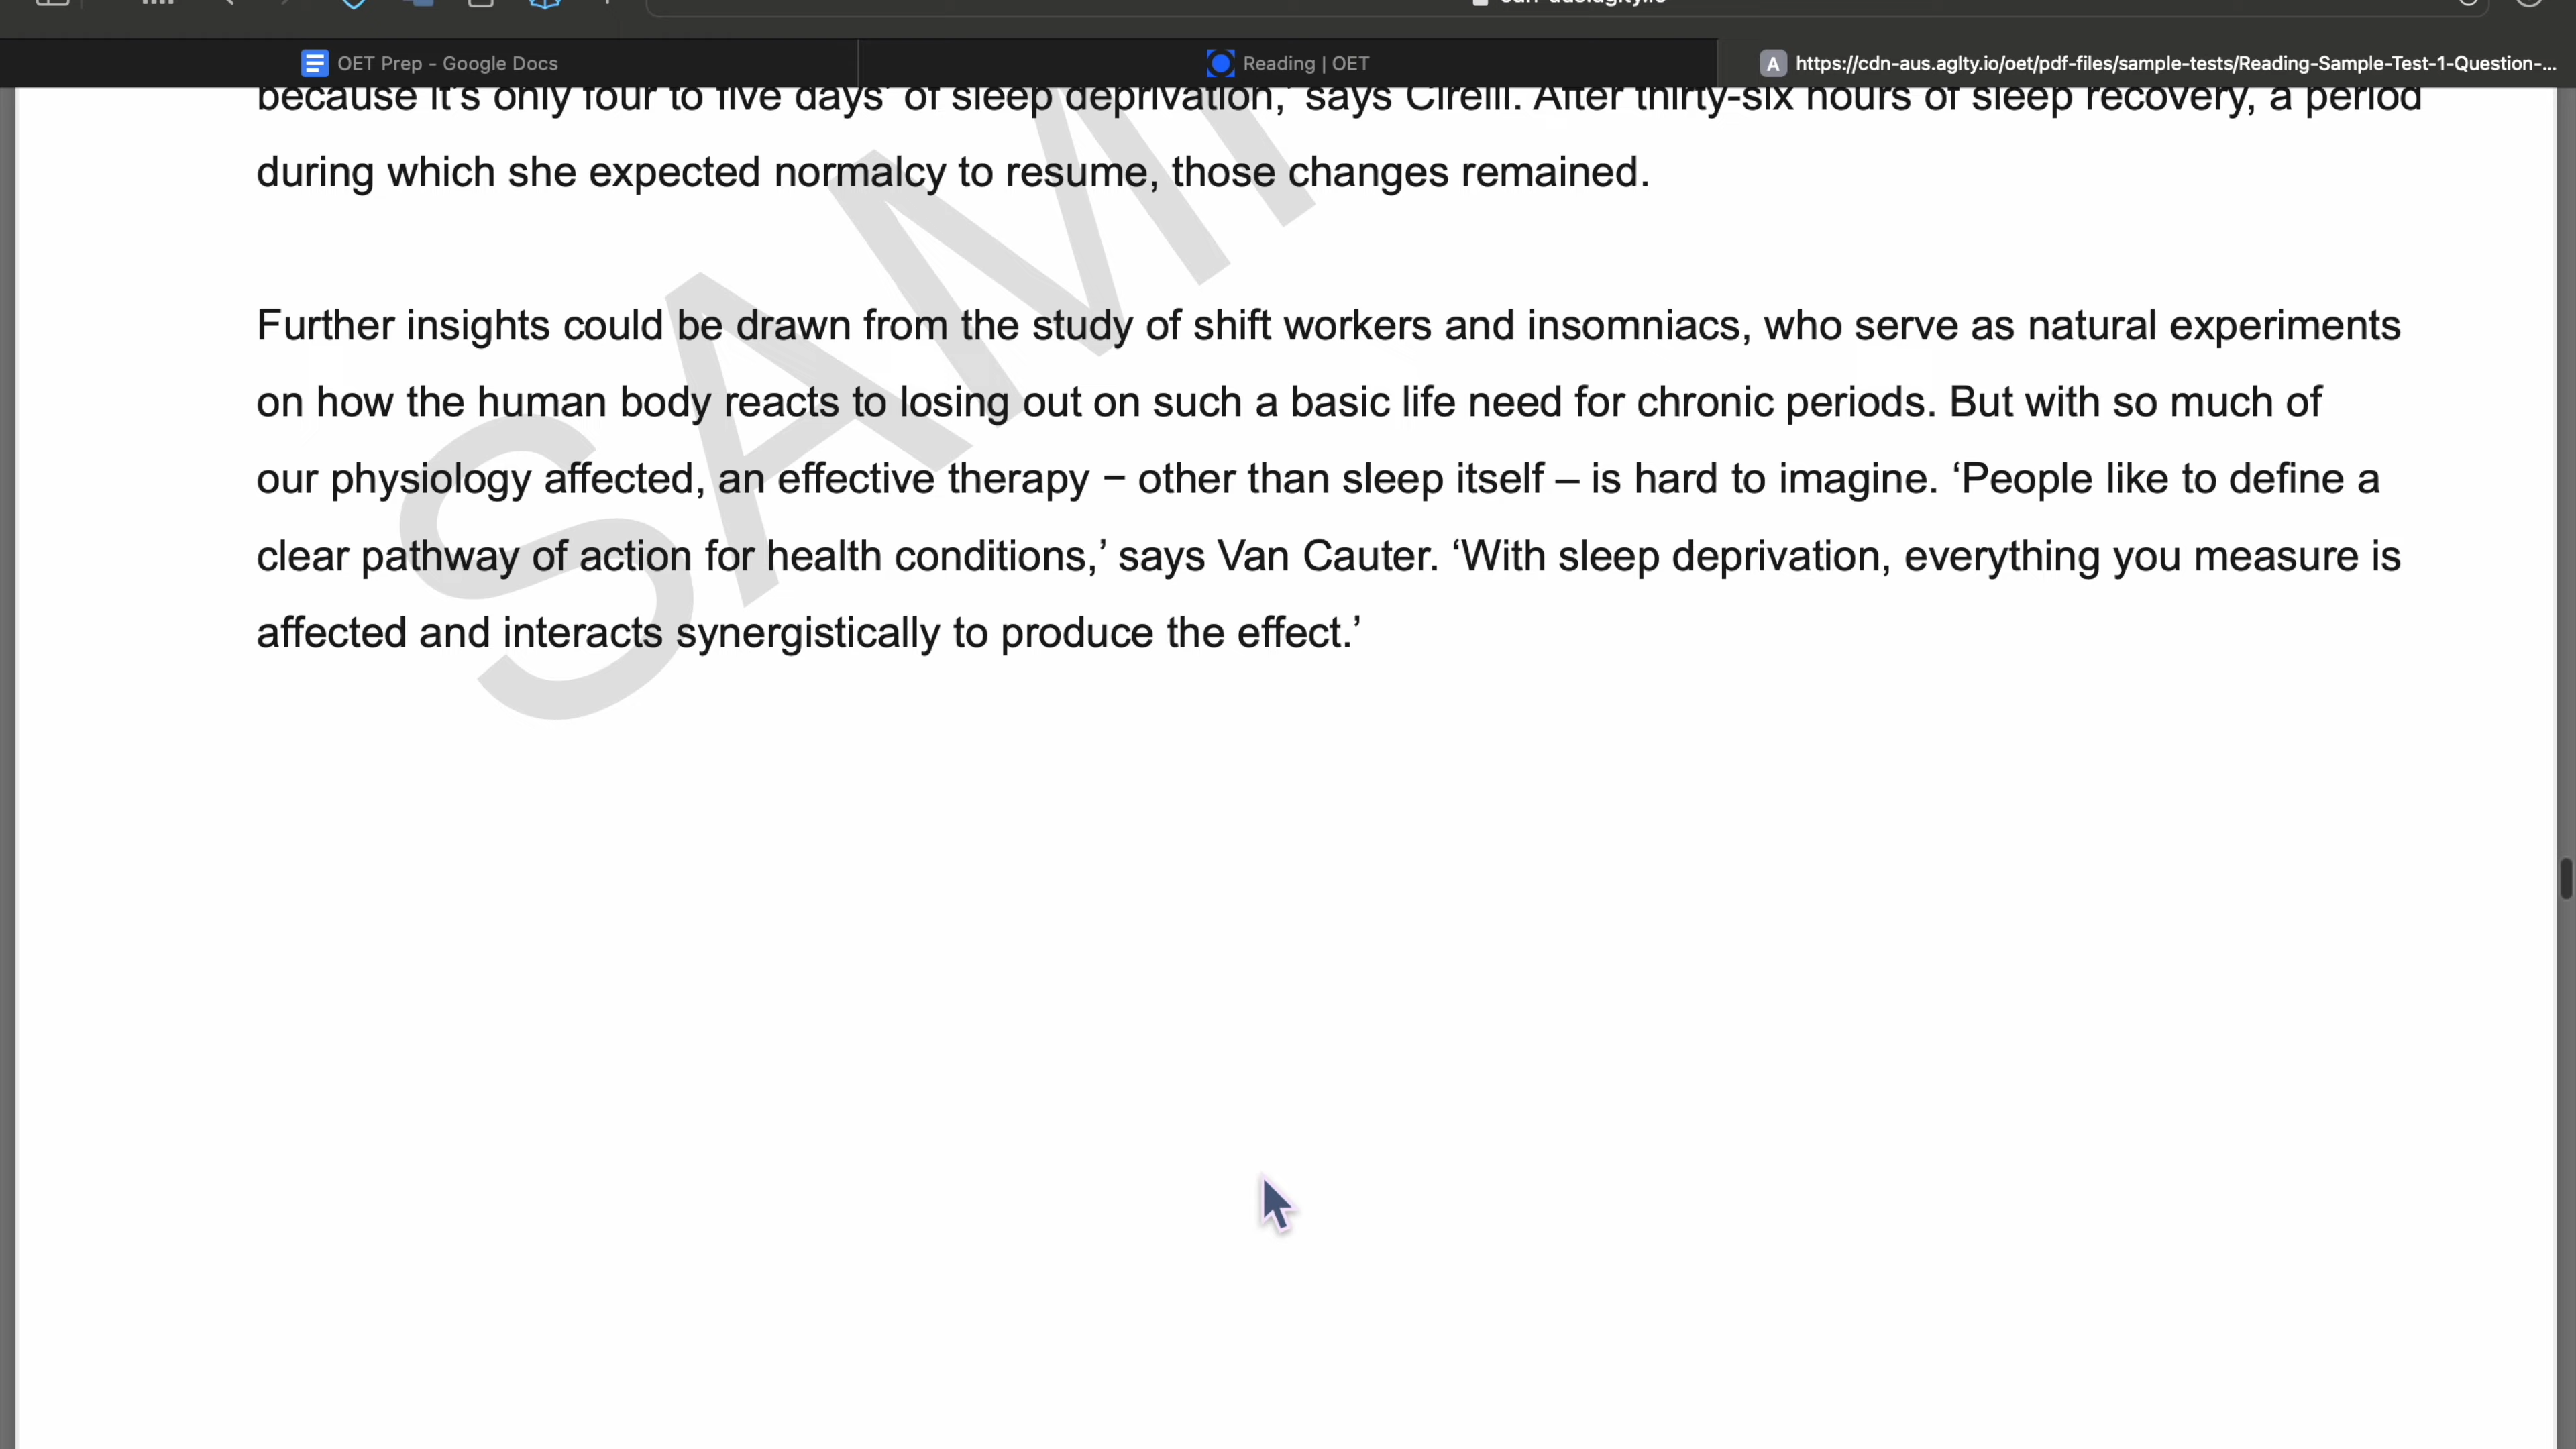 OET Prep - Google Docs
Reading | OET
A https://cdn-aus.aglty.io/oet/pdf-files/sample-tests/Reading-Sample-Test-1-Question-...
because it's only four to five days' of sleep deprivation,' says Cirelli. After thirty-six hours of sleep recovery, a period
during which she expected normalcy to resume, those changes remained.
Further insights could be drawn from the study of shift workers and insomniacs, who serve as natural experiments
on how the human body reacts to losing out on such a basic life need for chronic periods. But with so much of
our physiology affected, an effective therapy − other than sleep itself – is hard to imagine. ‘People like to define a
clear pathway of action for health conditions,’ says Van Cauter. ‘With sleep deprivation, everything you measure is
affected and interacts synergistically to produce the effect.’
SAM